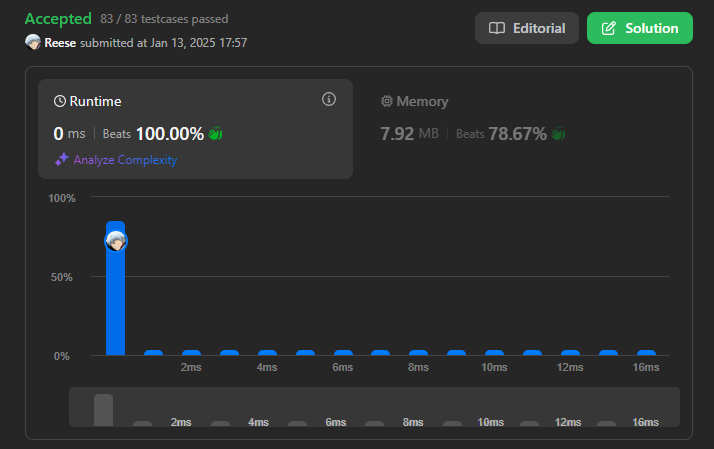 Accepted 83 / 83 testcases passed
Editorial
Solution
Reese submitted at Jan 13, 2025 17:57
Runtime
0 ms | Beats 100.00%
Analyze Complexity
Memory
7.92 MB | Beats 78.67%
100%
50%
0%
2ms 4ms 6ms 8ms 10ms 12ms 16ms
2ms 4ms 6ms 8ms 10ms 12ms 16ms